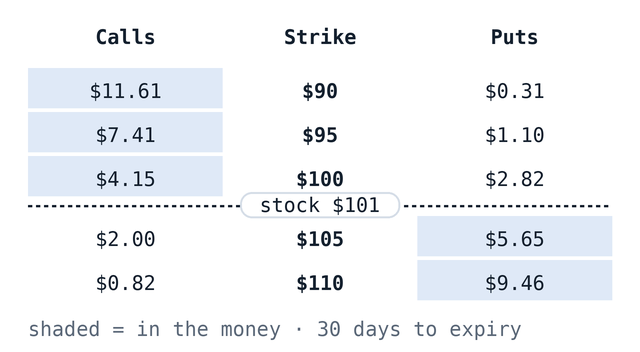 Calls Strike Puts
$11.61 $90 $0.31
$7.41 $95 $1.10
$4.15 $100 $2.82
stock $101
$2.00 $105 $5.65
$0.82 $110 $9.46
shaded = in the money · 30 days to expiry